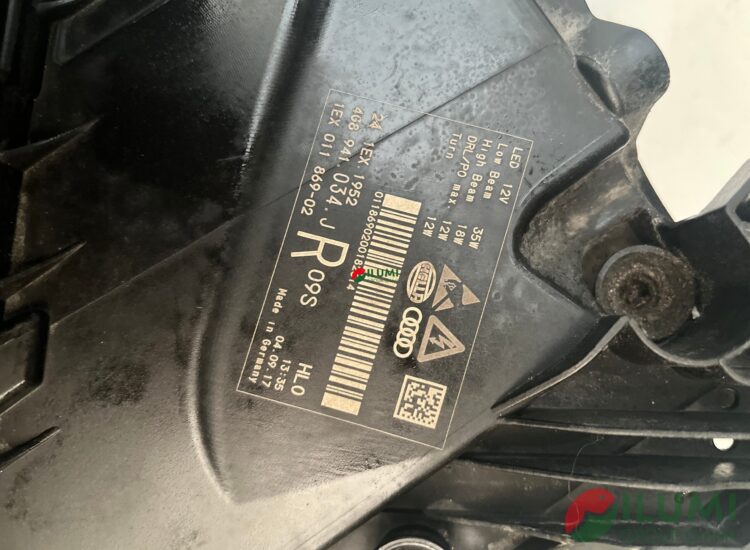 LED 12V
Low Beam 35W
High Beam 18W
DRL/PO max. 12W
Turn 12W
HELLA
24 1EX 1952
4G8 941 034.J
1EX 011 869-02
R 09S
HL0
13:35
04.09.17
Made in Germany
ILUMI
ILUMI